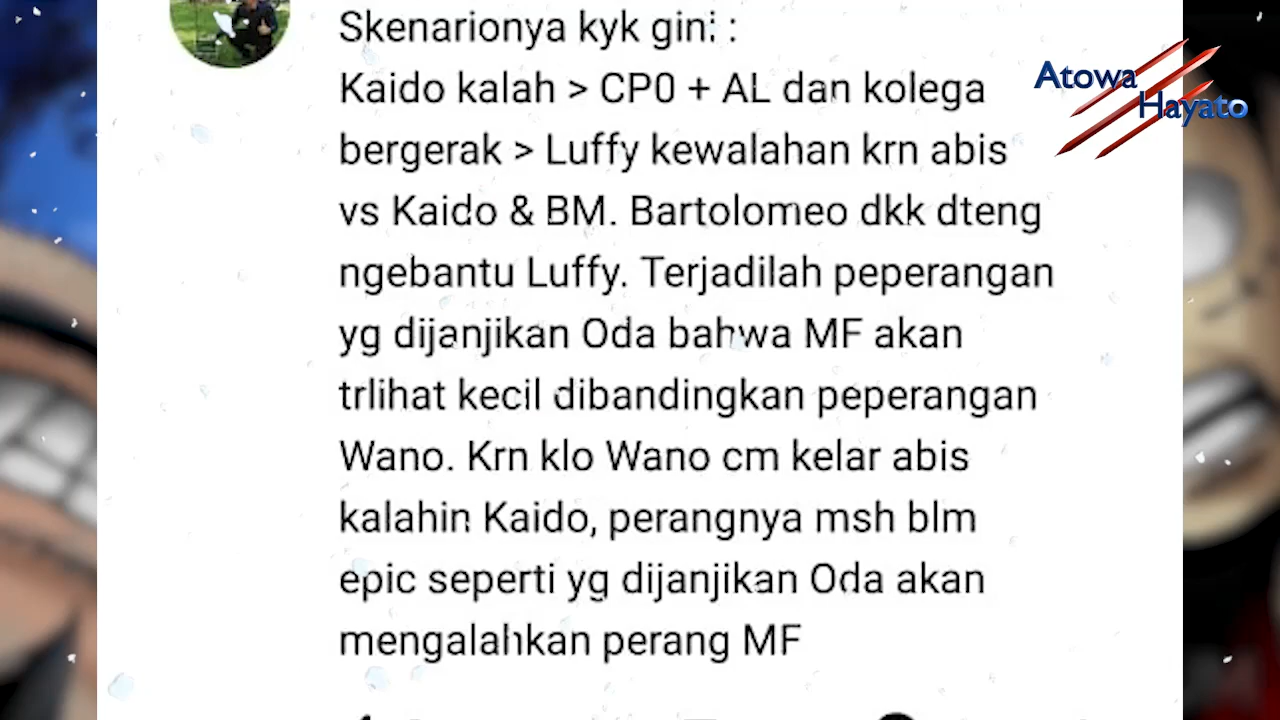 Skenarionya kyk gini :
Kaido kalah > CP0 + AL dan kolega
bergerak > Luffy kewalahan krn abis
vs Kaido & BM. Bartolomeo dkk dteng
ngebantu Luffy. Terjadilah peperangan
yg dijanjikan Oda bahwa MF akan
trlihat kecil dibandingkan peperangan
Wano. Krn klo Wano cm kelar abis
kalahin Kaido, perangnya msh blm
epic seperti yg dijanjikan Oda akan
mengalahkan perang MF
Atowa
Hayato